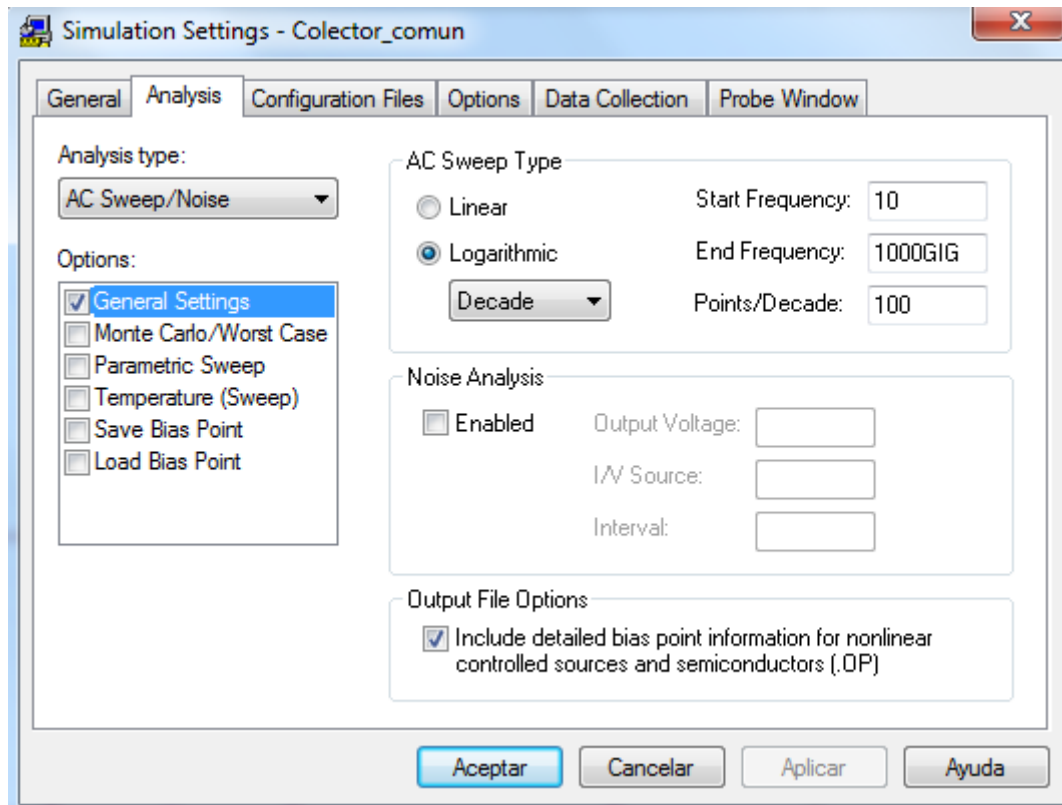 Simulation Settings - Colector_comun
General
Analysis
Configuration Files
Options
Data Collection
Probe Window
Analysis type:
AC Sweep/Noise
Options:
General Settings
Monte Carlo/Worst Case
Parametric Sweep
Temperature (Sweep)
Save Bias Point
Load Bias Point
AC Sweep Type
Linear
Logarithmic
Decade
Start Frequency: 10
End Frequency: 1000GIG
Points/Decade: 100
Noise Analysis
Enabled
Output Voltage:
I/V Source:
Interval:
Output File Options
Include detailed bias point information for nonlinear
controlled sources and semiconductors (.OP)
Aceptar
Cancelar
Aplicar
Ayuda